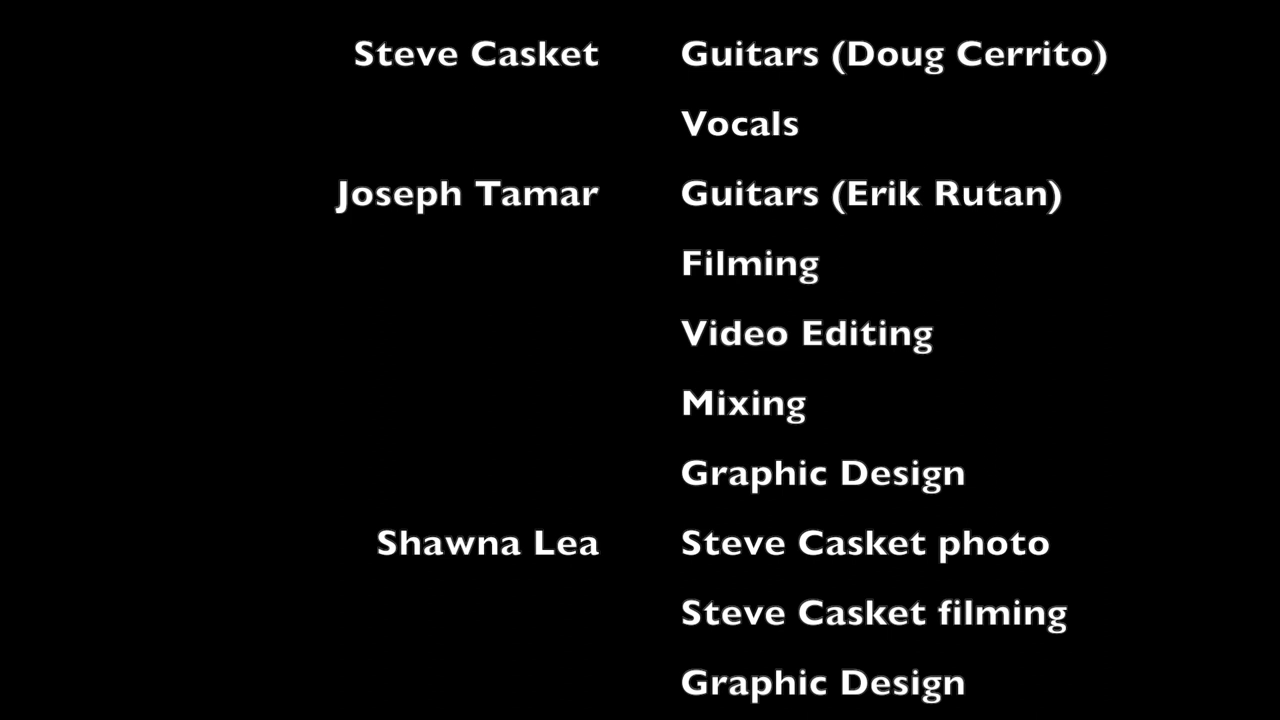 Steve Casket Guitars (Doug Cerrito)
Vocals
Joseph Tamar Guitars (Erik Rutan)
Filming
Video Editing
Mixing
Graphic Design
Shawna Lea Steve Casket photo
Steve Casket filming
Graphic Design